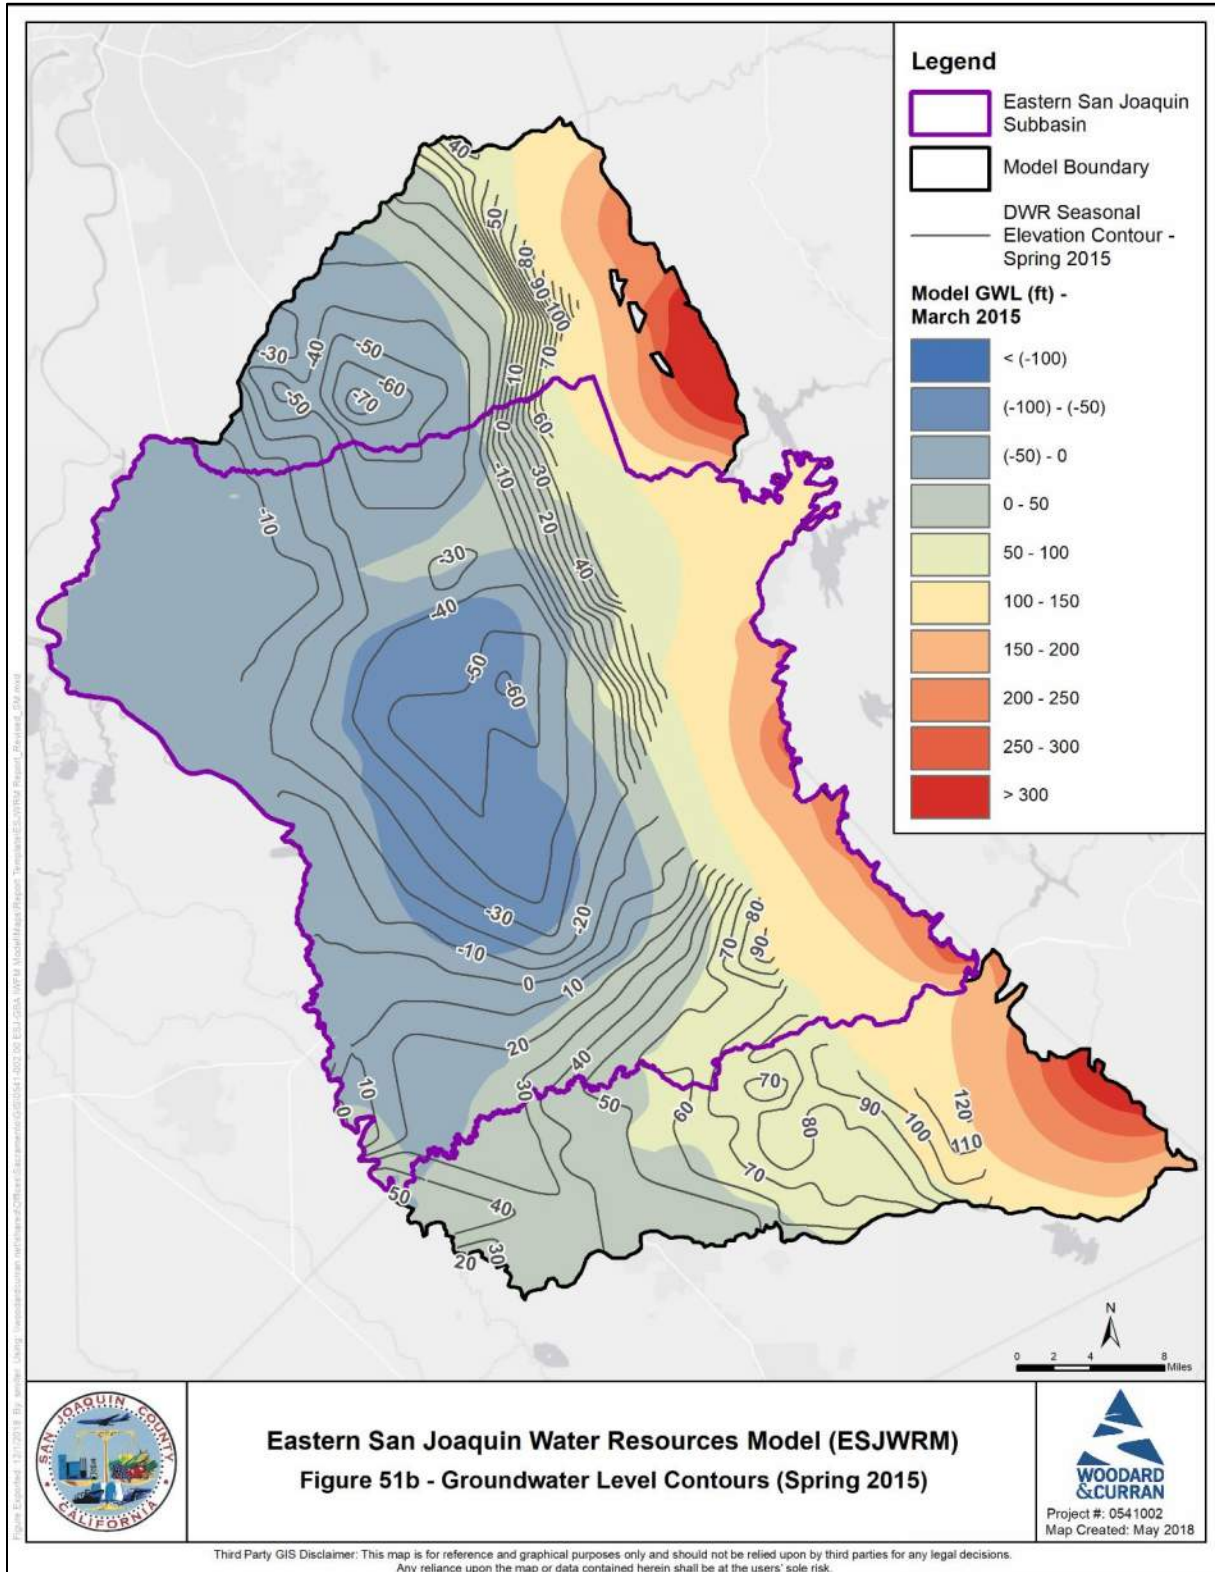 Legend
Eastern San Joaquin
Subbasin
Model Boundary
DWR Seasonal
Elevation Contour -
Spring 2015
Model GWL (ft) -
March 2015
< (-100)
(-100) - (-50)
(-50) - 0
0 - 50
50 - 100
100 - 150
150 - 200
200 - 250
250 - 300
> 300
40
50
80
90
100
-30
-40
-50
-60
-70
-50
10
70
0
60
-10
30
20
40
-10
-30
-40
-50
-60
-30
-20
-10
0
10
20
30
40
50
60
70
80
90
70
80
90
100
110
120
70
10
0
50
40
30
20
N
0 2 4 8
Miles
SAN JOAQUIN COUNTY
CALIFORNIA
Eastern San Joaquin Water Resources Model (ESJWRM)
Figure 51b - Groundwater Level Contours (Spring 2015)
WOODARD
&CURRAN
Project #: 0541002
Map Created: May 2018
Third Party GIS Disclaimer: This map is for reference and graphical purposes only and should not be relied upon by third parties for any legal decisions.
Any reliance upon the map or data contained herein shall be at the users' sole risk.